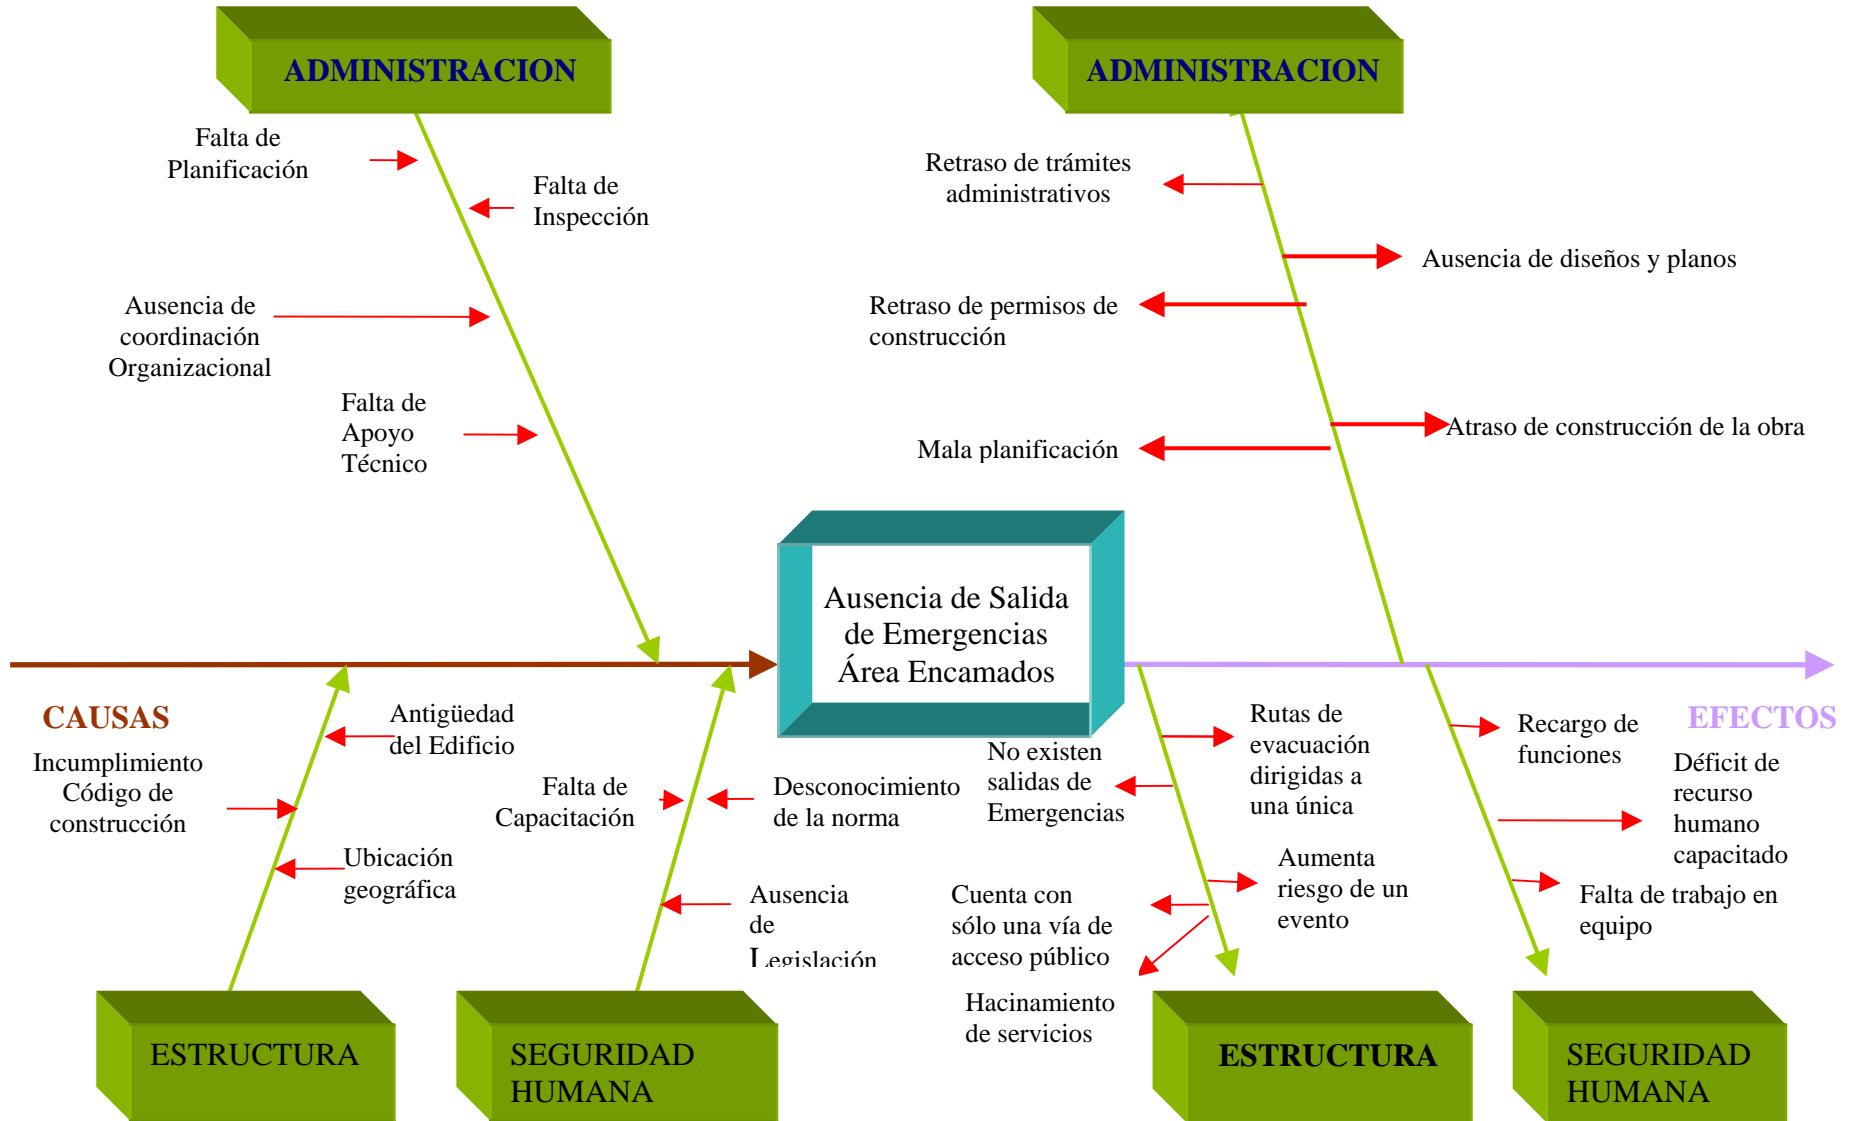 ADMINISTRACION
Falta de
Planificación
Falta de
Inspección
Ausencia de
coordinación
Organizacional
Falta de
Apoyo
Técnico
ADMINISTRACION
Retraso de trámites
administrativos
Ausencia de diseños y planos
Retraso de permisos de
construcción
Atraso de construcción de la obra
Mala planificación
Ausencia de Salida
de Emergencias
Área Encamados
CAUSAS
Antigüedad
del Edificio
Incumplimiento
Código de
construcción
Ubicación
geográfica
Falta de
Capacitación
Desconocimiento
de la norma
Ausencia
de
Legislación
ESTRUCTURA
SEGURIDAD
HUMANA
EFECTOS
No existen
salidas de
Emergencias
Rutas de
evacuación
dirigidas a
una única
Aumenta
riesgo de un
evento
Cuenta con
sólo una vía de
acceso público
Hacinamiento
de servicios
Recargo de
funciones
Déficit de
recurso
humano
capacitado
Falta de trabajo en
equipo
ESTRUCTURA
SEGURIDAD
HUMANA